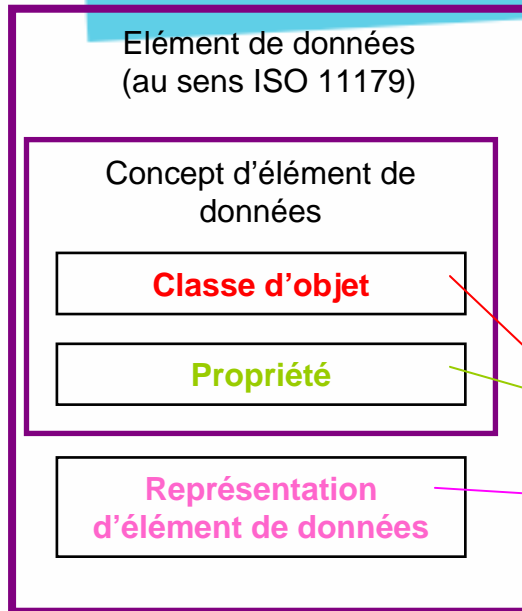 Elément de données
(au sens ISO 11179)
Concept d'élément de
données
Classe d'objet
Propriété
Représentation
d'élément de données